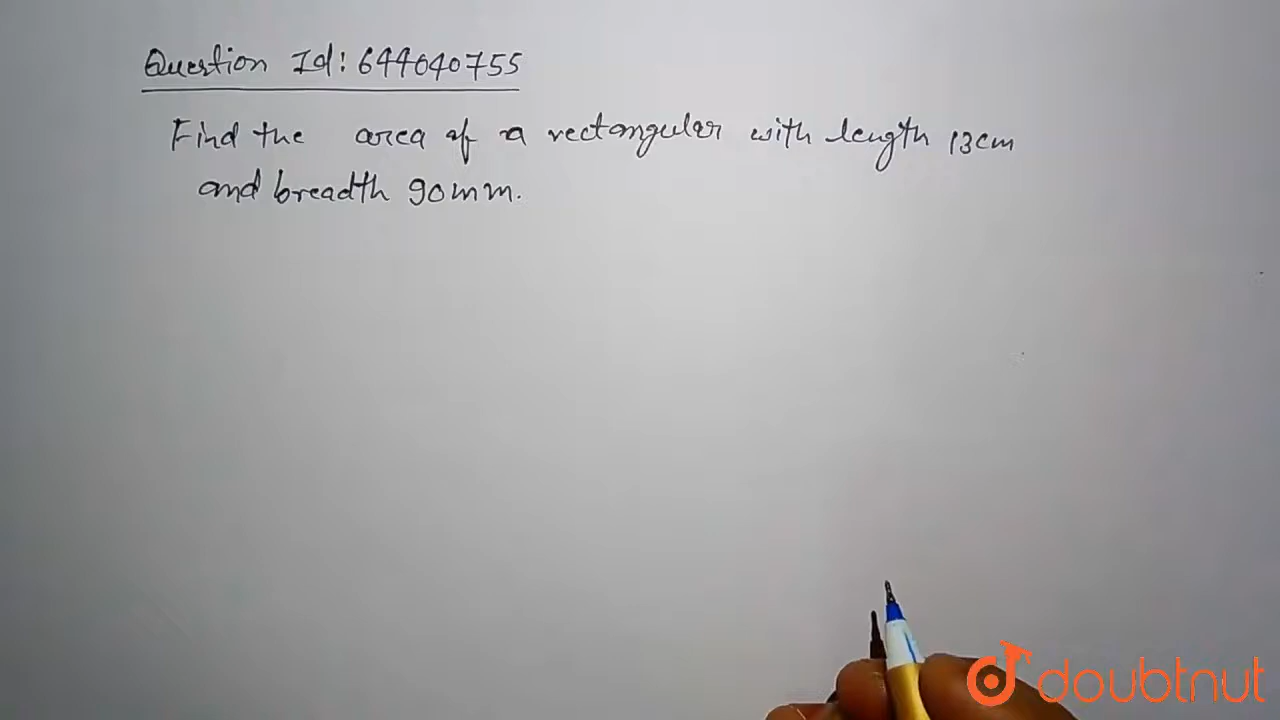 Question Id: 644040755
Find the area of a rectangular with length 13cm
and breadth 90mm.
doubtnut